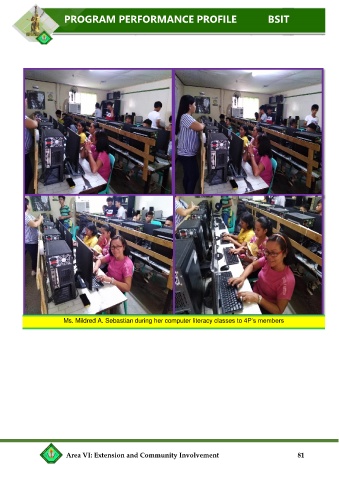 PROGRAM PERFORMANCE PROFILE BSIT
Ms. Mildred A. Sebastian during her computer literacy classes to 4P's members
Area VI: Extension and Community Involvement 81